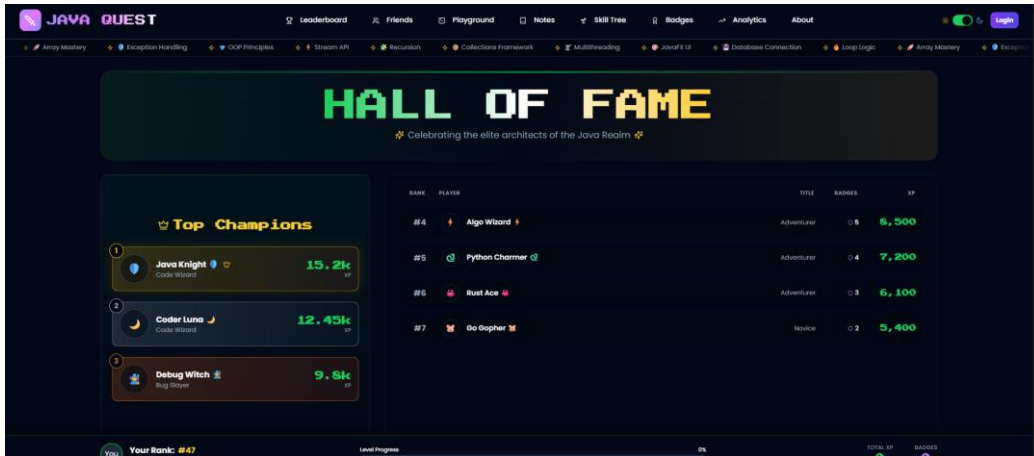 JAVA QUEST
Leaderboard Friends Playground Notes Skill Tree Badges Analytics About Login
Array Mastery Exception Handling OOP Principles Stream API Recursion Collections Framework Multithreading JavaFX UI Database Connection Loop Logic Array Mastery
HALL OF FAME
Celebrating the elite architects of the Java Realm
Top Champions
1
Java Knight
Code Wizard
15.2k
XP
2
Coder Luna
Code Wizard
12.45k
XP
3
Debug Witch
Bug Slayer
9.8k
XP
RANK PLAYER TITLE BADGES XP
#4 Algo Wizard Adventurer 5 8,500
#5 Python Charmer Adventurer 4 7,200
#6 Rust Ace Adventurer 3 6,100
#7 Go Gopher Novice 2 5,400
You
Your Rank: #47
Level Progress 0%
TOTAL XP BADGES